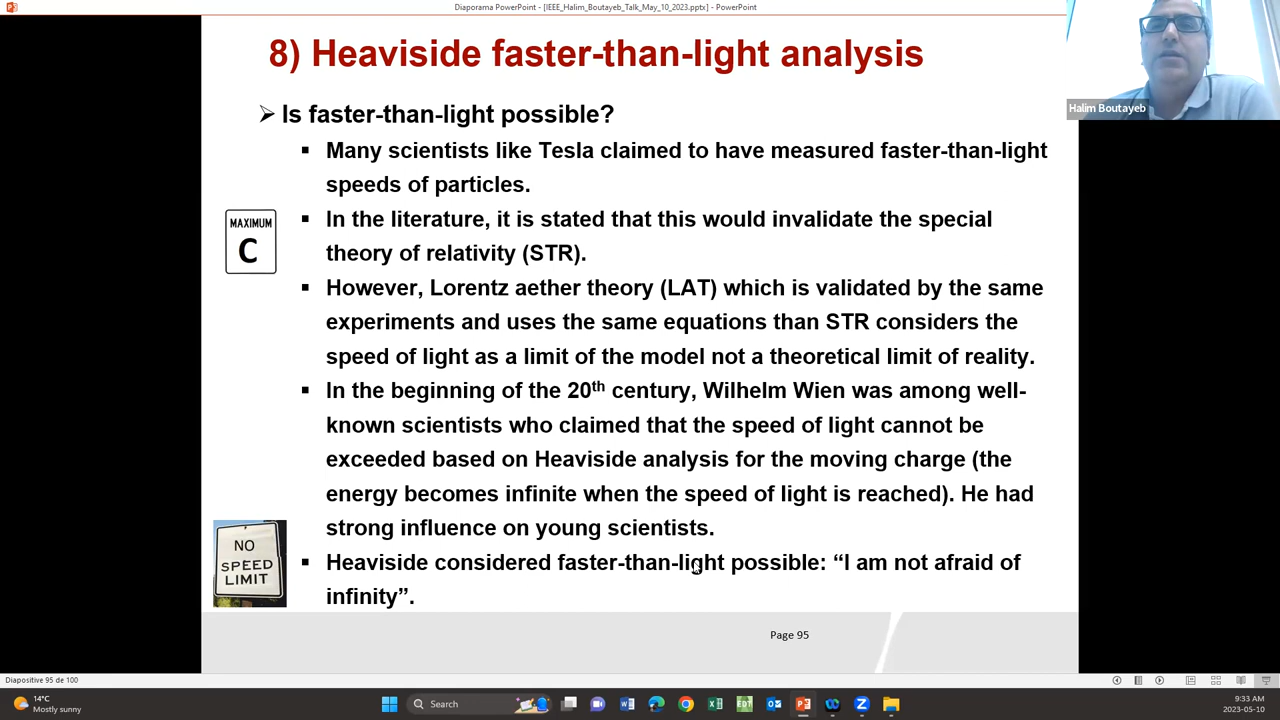 Diaporama PowerPoint - [IEEE_Halim_Boutayeb_Talk_May_10_2023.pptx] - PowerPoint
8) Heaviside faster-than-light analysis
Halim Boutayeb
Is faster-than-light possible?
Many scientists like Tesla claimed to have measured faster-than-light
speeds of particles.
MAXIMUM
C
In the literature, it is stated that this would invalidate the special
theory of relativity (STR).
However, Lorentz aether theory (LAT) which is validated by the same
experiments and uses the same equations than STR considers the
speed of light as a limit of the model not a theoretical limit of reality.
In the beginning of the 20th century, Wilhelm Wien was among well-
known scientists who claimed that the speed of light cannot be
exceeded based on Heaviside analysis for the moving charge (the
energy becomes infinite when the speed of light is reached). He had
strong influence on young scientists.
NO
SPEED
LIMIT
Heaviside considered faster-than-light possible: “I am not afraid of
infinity”.
Page 95
Diapositive 95 de 100
14°C
Mostly sunny
Search
EDT
9:33 AM
2023-05-10